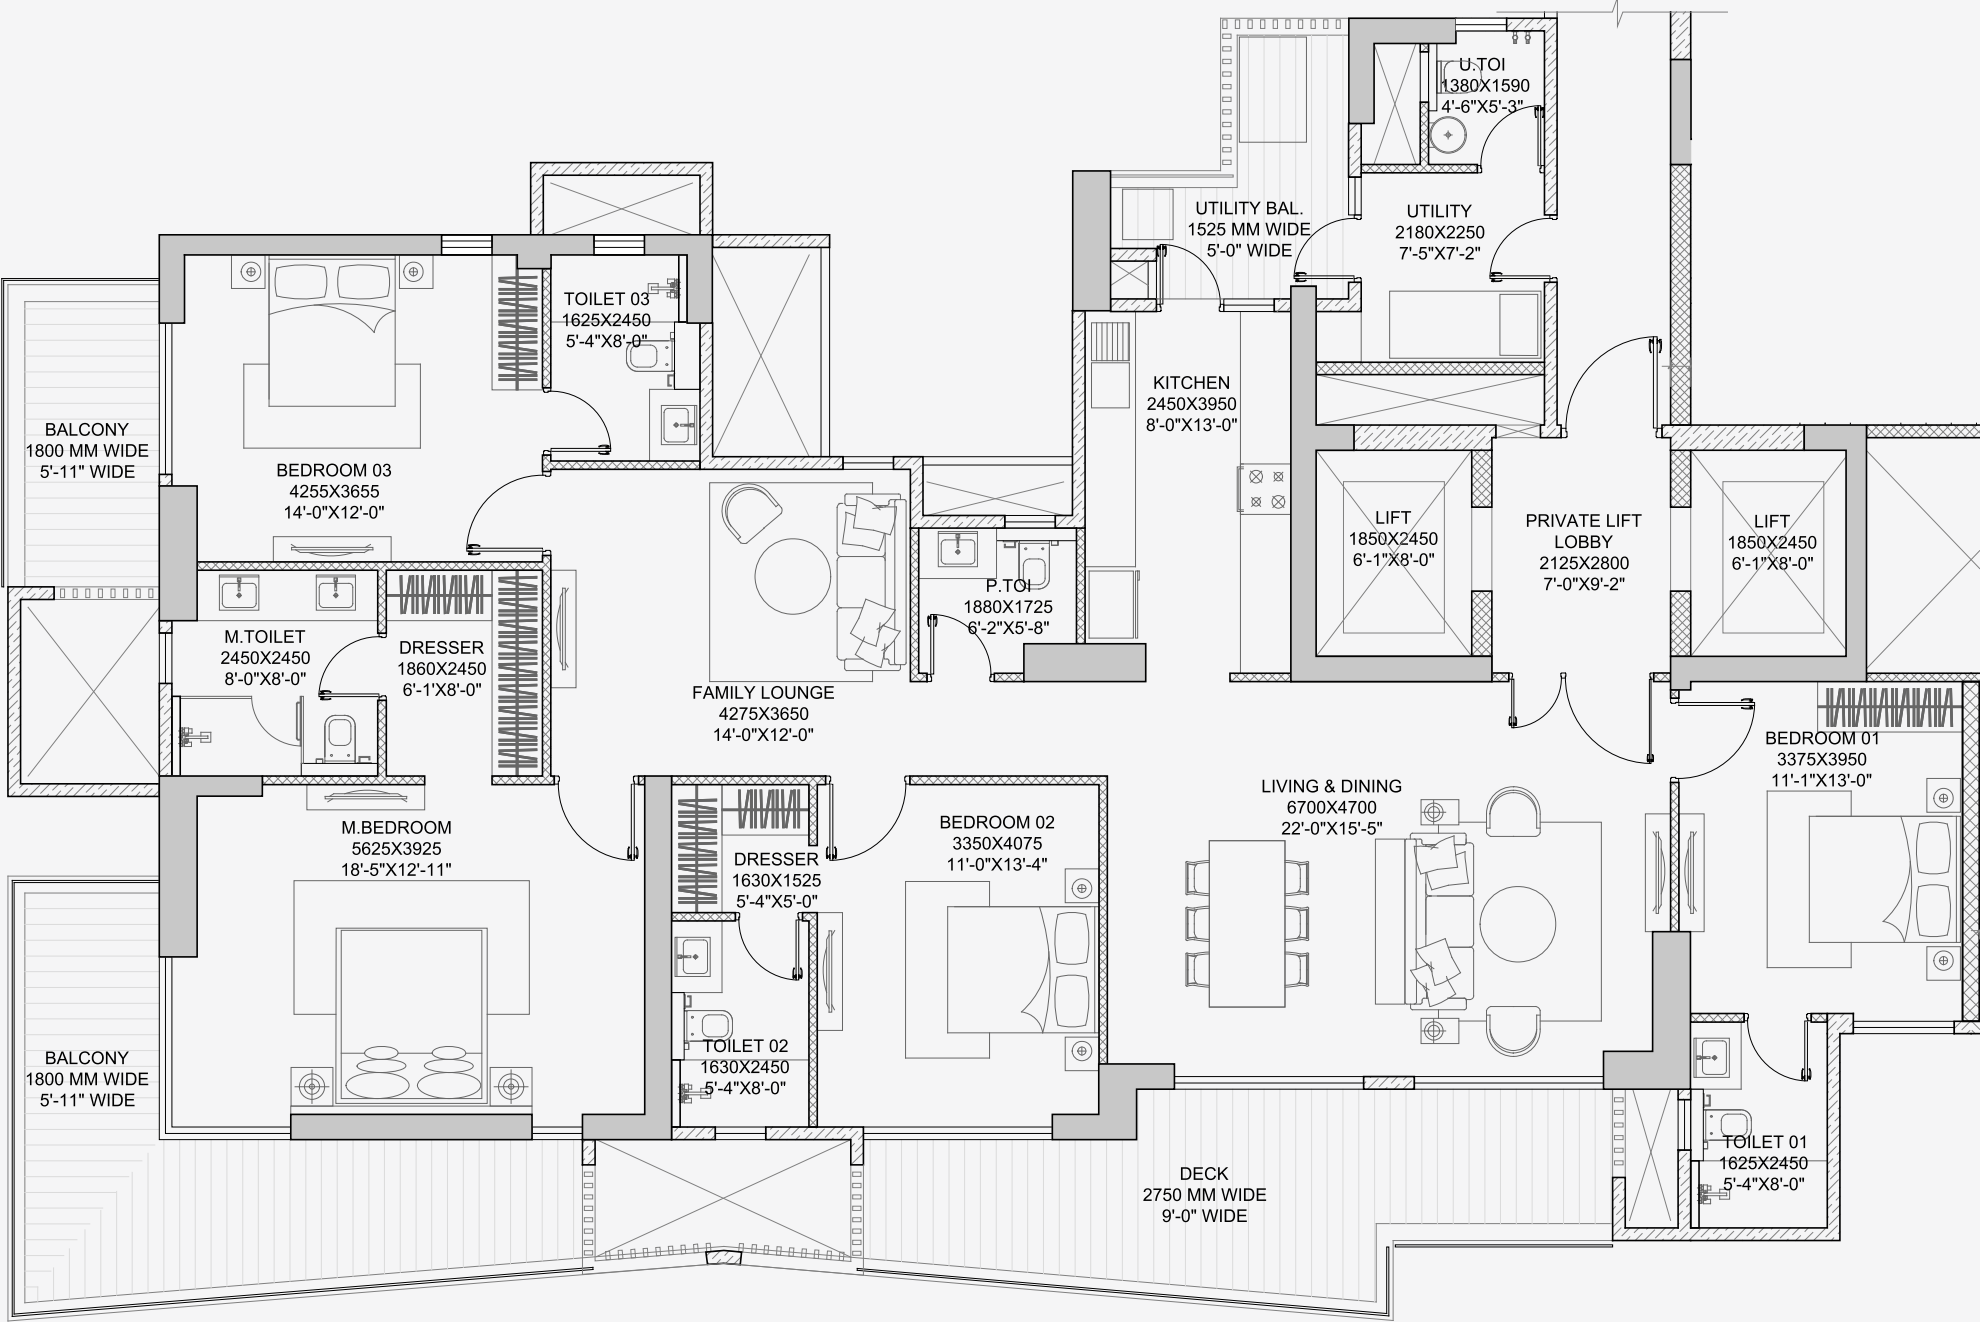 U.TOI
1380X1590
4'-6"X5'-3"
UTILITY BAL.
1525 MM WIDE
5'-0" WIDE
UTILITY
2180X2250
7'-5"X7'-2"
TOILET 03
1625X2450
5'-4"X8'-0"
KITCHEN
2450X3950
8'-0"X13'-0"
BALCONY
1800 MM WIDE
5'-11" WIDE
BEDROOM 03
4255X3655
14'-0"X12'-0"
LIFT
1850X2450
6'-1"X8'-0"
PRIVATE LIFT
LOBBY
2125X2800
7'-0"X9'-2"
LIFT
1850X2450
6'-1"X8'-0"
P.TOI
1880X1725
6'-2"X5'-8"
M.TOILET
2450X2450
8'-0"X8'-0"
DRESSER
1860X2450
6'-1"X8'-0"
FAMILY LOUNGE
4275X3650
14'-0"X12'-0"
BEDROOM 01
3375X3950
11'-1"X13'-0"
LIVING & DINING
6700X4700
22'-0"X15'-5"
M.BEDROOM
5625X3925
18'-5"X12'-11"
DRESSER
1630X1525
5'-4"X5'-0"
BEDROOM 02
3350X4075
11'-0"X13'-4"
TOILET 02
1630X2450
5'-4"X8'-0"
BALCONY
1800 MM WIDE
5'-11" WIDE
TOILET 01
1625X2450
5'-4"X8'-0"
DECK
2750 MM WIDE
9'-0" WIDE